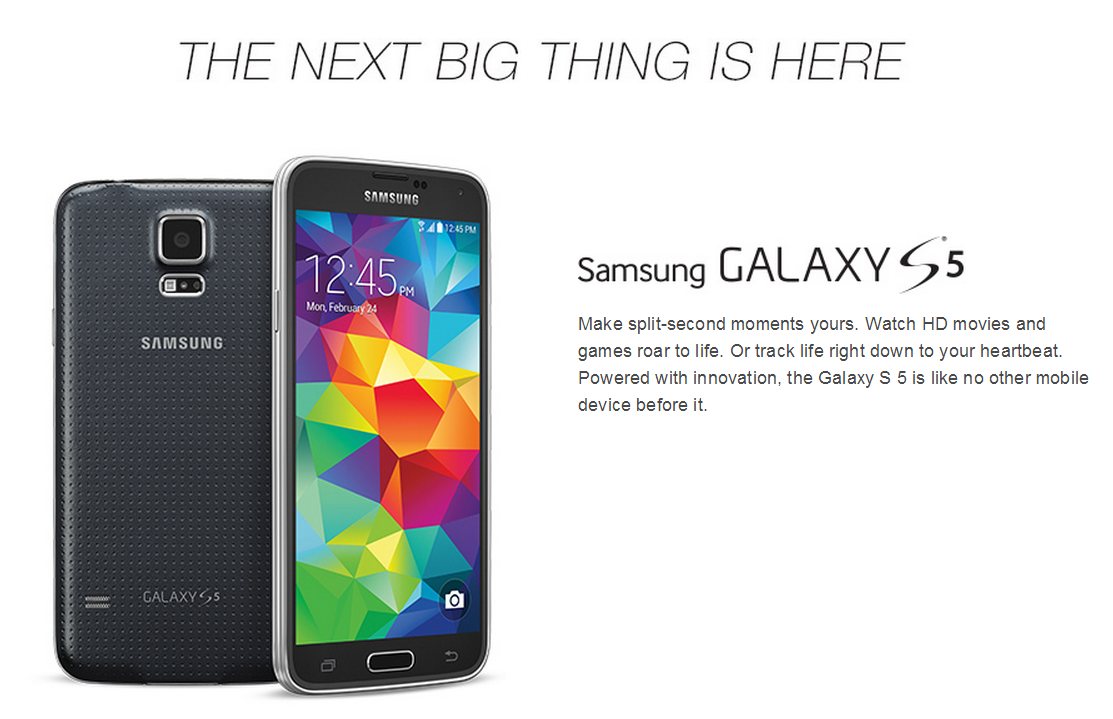 THE NEXT BIG THING IS HERE
SAMSUNG
12:45 PM
12:45 PM
Mon, February 24
SAMSUNG
GALAXY S5
Samsung GALAXY S®5
Make split-second moments yours. Watch HD movies and
games roar to life. Or track life right down to your heartbeat.
Powered with innovation, the Galaxy S 5 is like no other mobile
device before it.